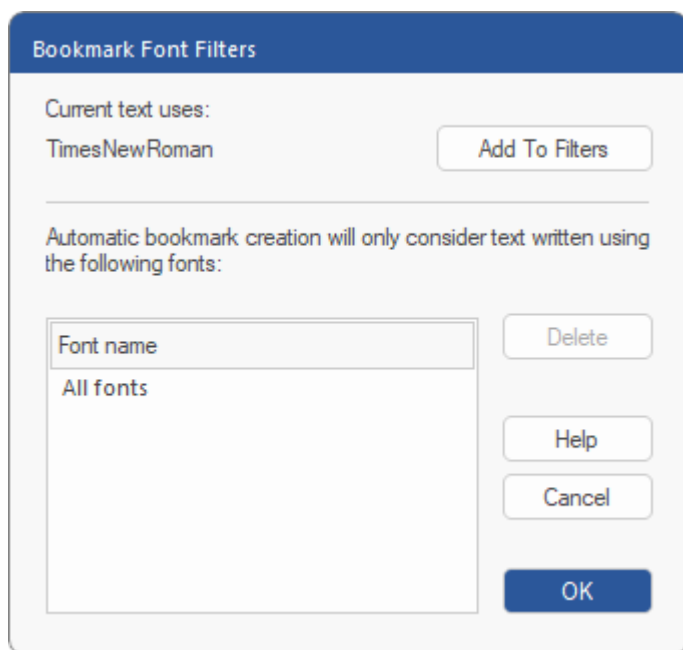 Bookmark Font Filters
Current text uses:
TimesNewRoman
Add To Filters
Automatic bookmark creation will only consider text written using
the following fonts:
Font name
All fonts
Delete
Help
Cancel
OK